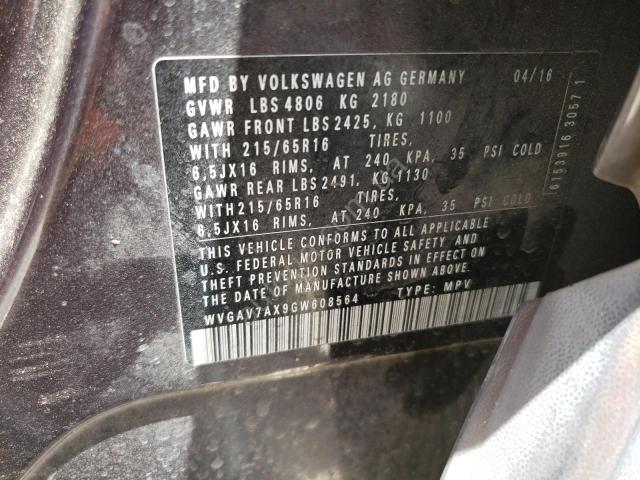 MFD BY VOLKSWAGEN AG GERMANY 04/16
GVWR LBS 4806 KG 2180
GAWR FRONT LBS 2425, KG 1100
WITH 215/65R16 TIRES,
6,5JX16 RIMS, AT 240 KPA, 35 PSI COLD
GAWR REAR LBS 2491, KG 1130
WITH 215/65R16 TIRES,
6,5JX16 RIMS, AT 240 KPA, 35 PSI COLD
THIS VEHICLE CONFORMS TO ALL APPLICABLE
U.S. FEDERAL MOTOR VEHICLE SAFETY AND
THEFT PREVENTION STANDARDS IN EFFECT ON
THE DATE OF MANUFACTURE SHOWN ABOVE.
WVGAV7AX9GW608564 TYPE: MPV
6153916 3057 1